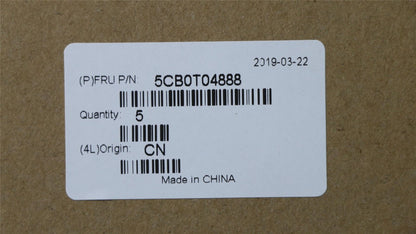 2019-03-22
(P)FRU P/N: 5CB0T04888
Quantity: 5
(4L)Origin: CN
Made in CHINA